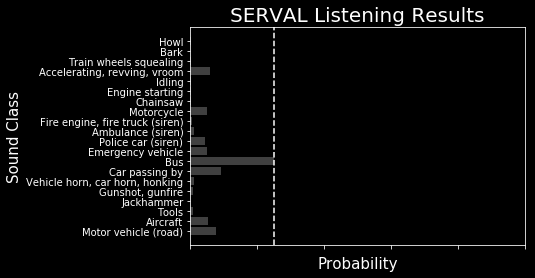 SERVAL Listening Results
Sound Class
Howl
Bark
Train wheels squealing
Accelerating, revving, vroom
Idling
Engine starting
Chainsaw
Motorcycle
Fire engine, fire truck (siren)
Ambulance (siren)
Police car (siren)
Emergency vehicle
Bus
Car passing by
Vehicle horn, car horn, honking
Gunshot, gunfire
Jackhammer
Tools
Aircraft
Motor vehicle (road)
Probability